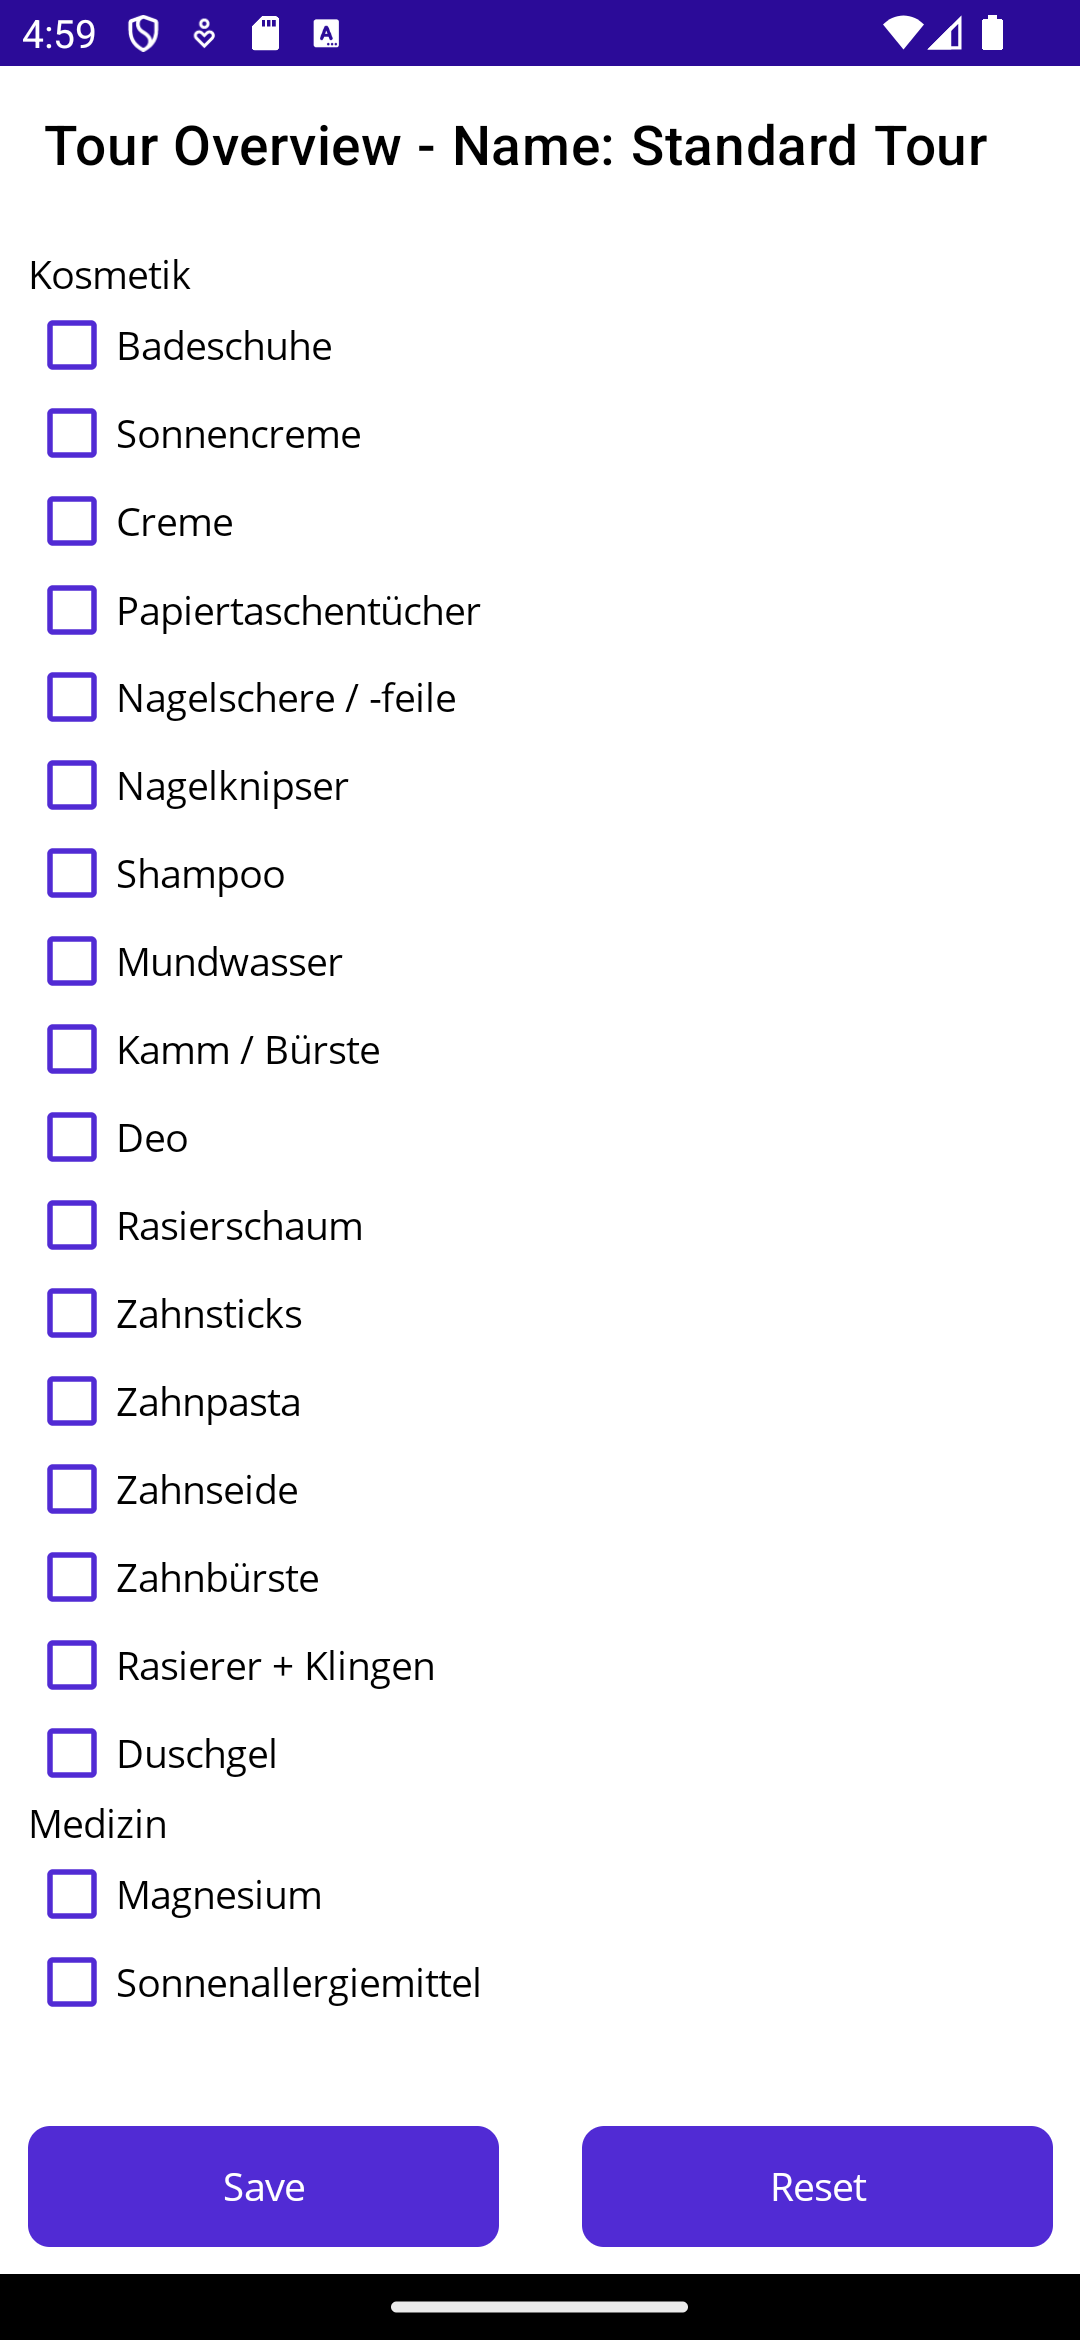 4:59
Tour Overview - Name: Standard Tour
Kosmetik
Badeschuhe
Sonnencreme
Creme
Papiertaschentücher
Nagelschere / -feile
Nagelknipser
Shampoo
Mundwasser
Kamm / Bürste
Deo
Rasierschaum
Zahnsticks
Zahnpasta
Zahnseide
Zahnbürste
Rasierer + Klingen
Duschgel
Medizin
Magnesium
Sonnenallergiemittel
Save
Reset